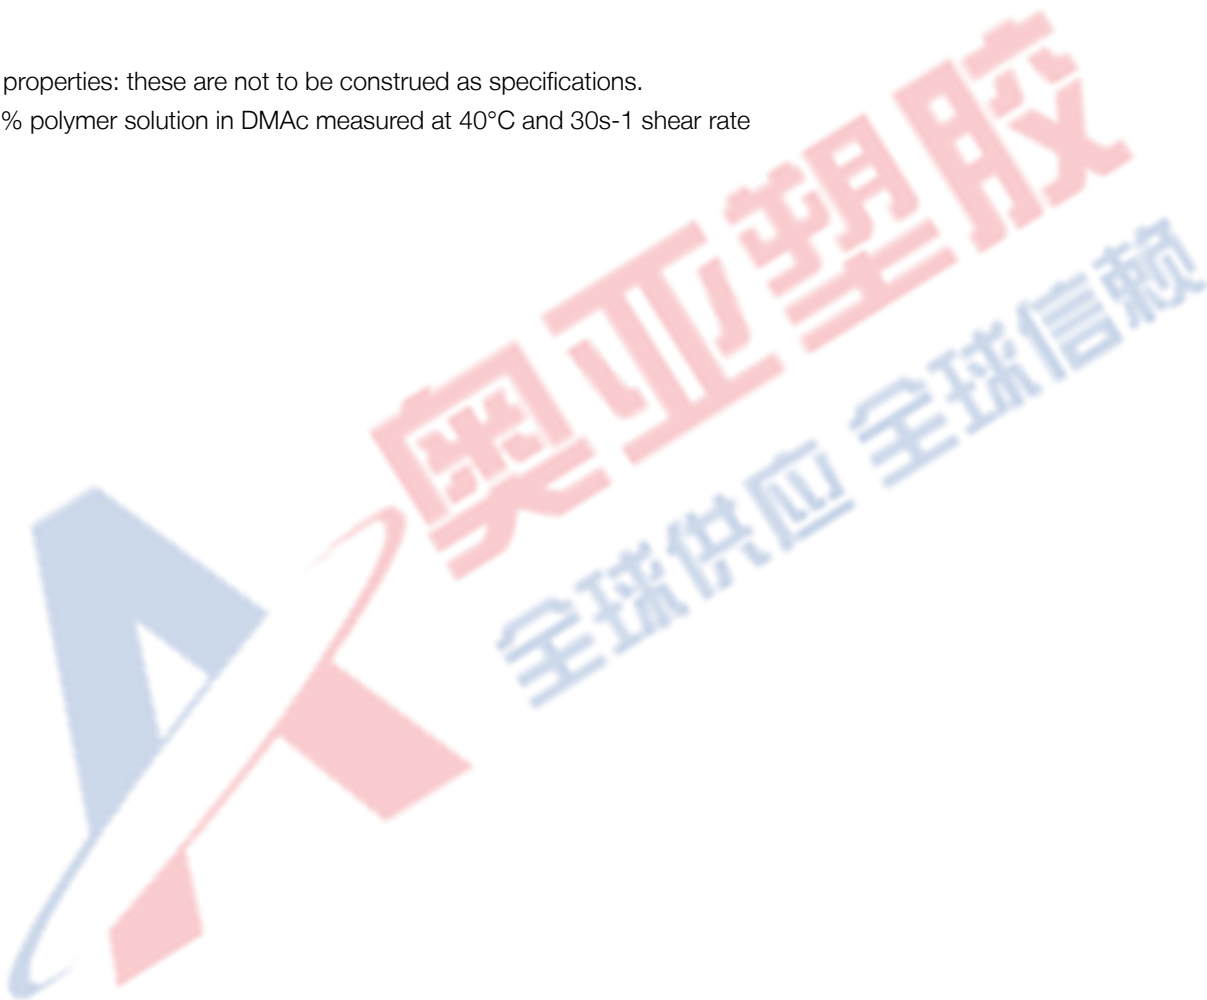 properties: these are not to be construed as specifications.
% polymer solution in DMAc measured at 40°C and 30s-1 shear rate
奥亚塑胶
全球供应 全球信赖